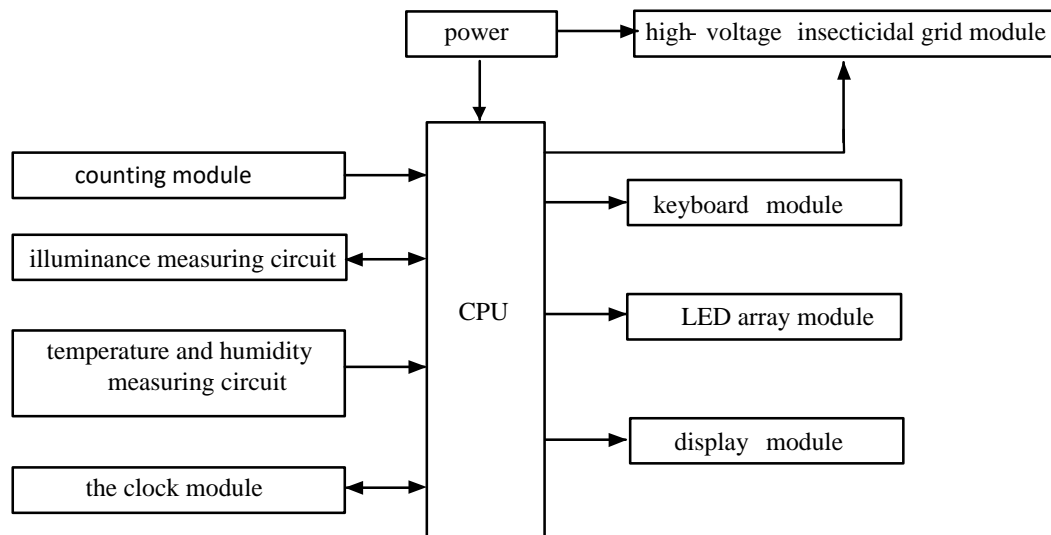 power
high- voltage insecticidal grid module
counting module
illuminance measuring circuit
temperature and humidity
measuring circuit
the clock module
CPU
keyboard module
LED array module
display module